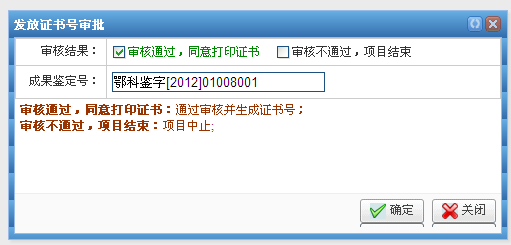 发放证书号审批
审核结果： 审核通过，同意打印证书 审核不通过，项目结束
成果鉴定号： 鄂科鉴字[2012]01008001
审核通过，同意打印证书：通过审核并生成证书号；
审核不通过，项目结束：项目中止;
确定 关闭